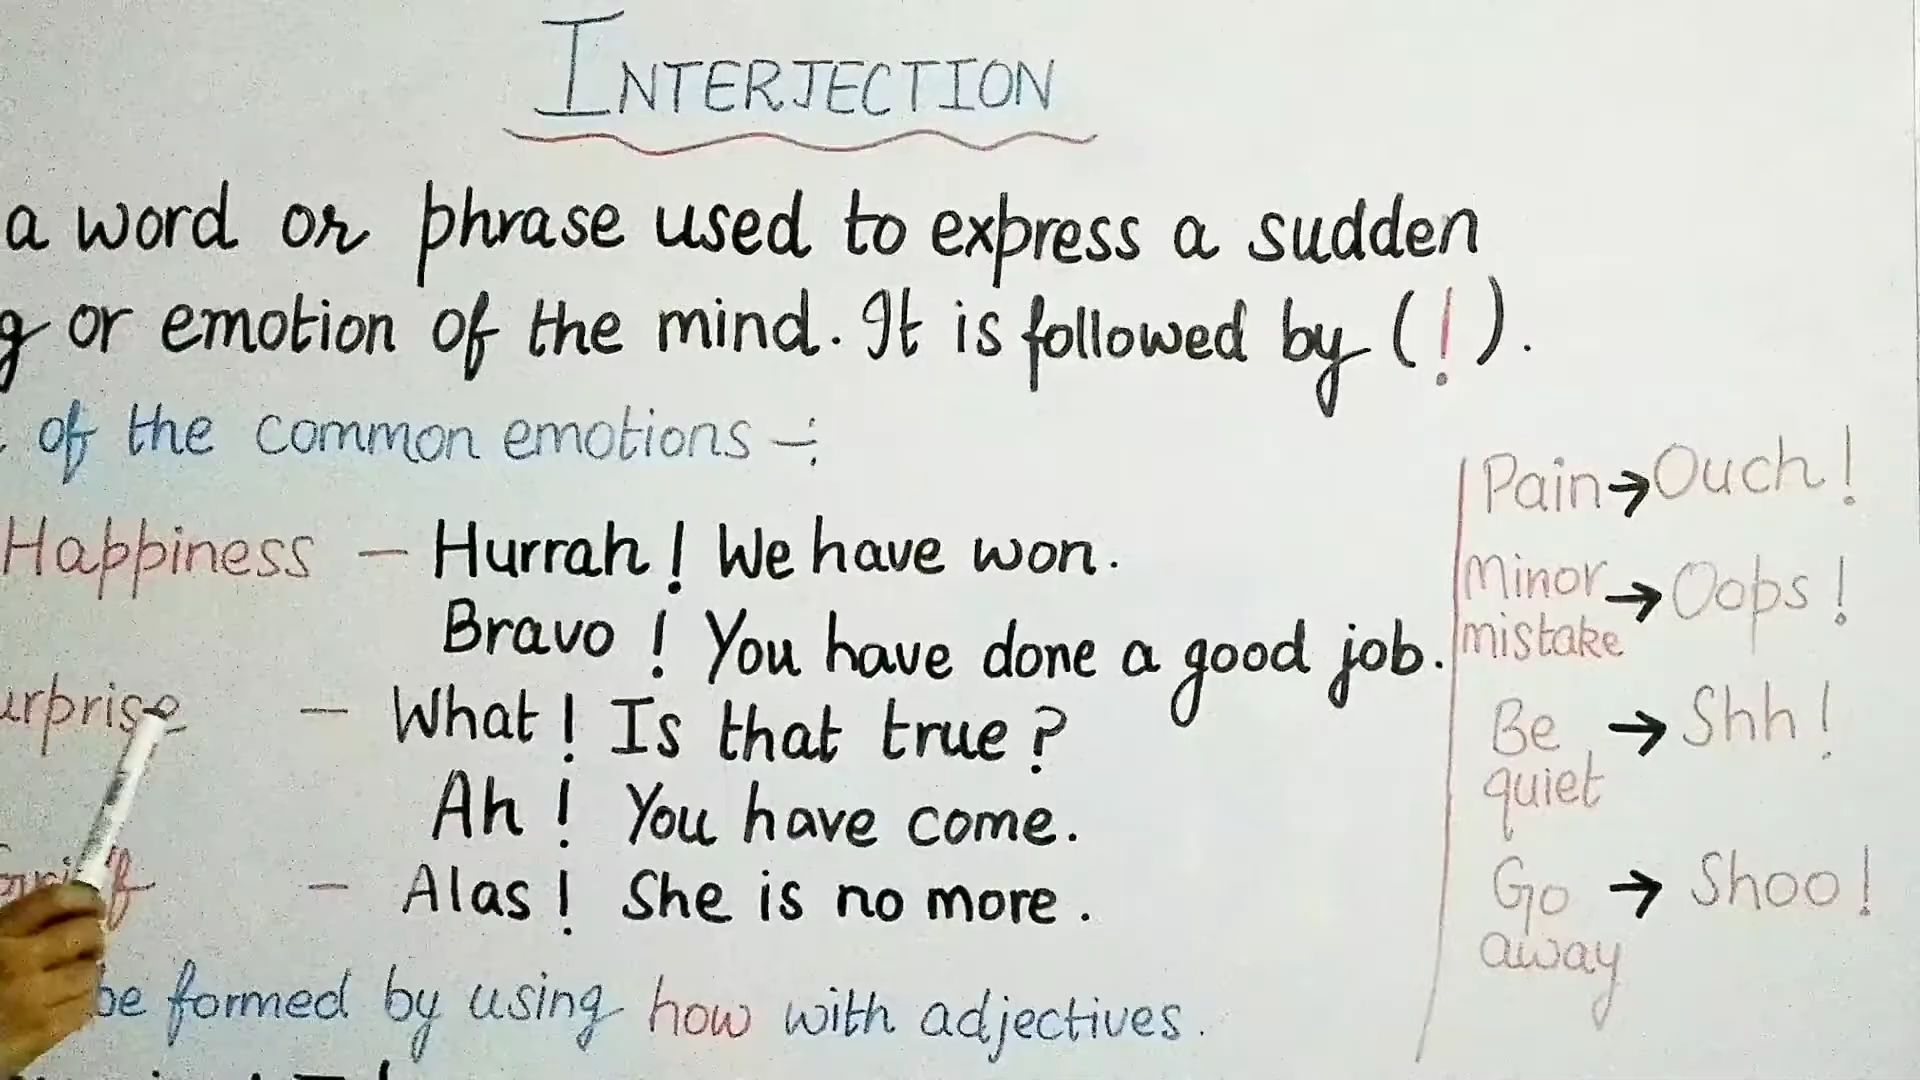 INTERJECTION
a word or phrase used to express a sudden
g or emotion of the mind. It is followed by (!).
of the common emotions -:
Happiness - Hurrah! We have won.
Bravo! You have done a good job.
urprise - What! Is that true?
Ah! You have come.
- Alas! She is no more.
be formed by using how with adjectives.
Pain → Ouch!
Minor mistake → Oops!
Be quiet → Shh!
Go away → Shoo!